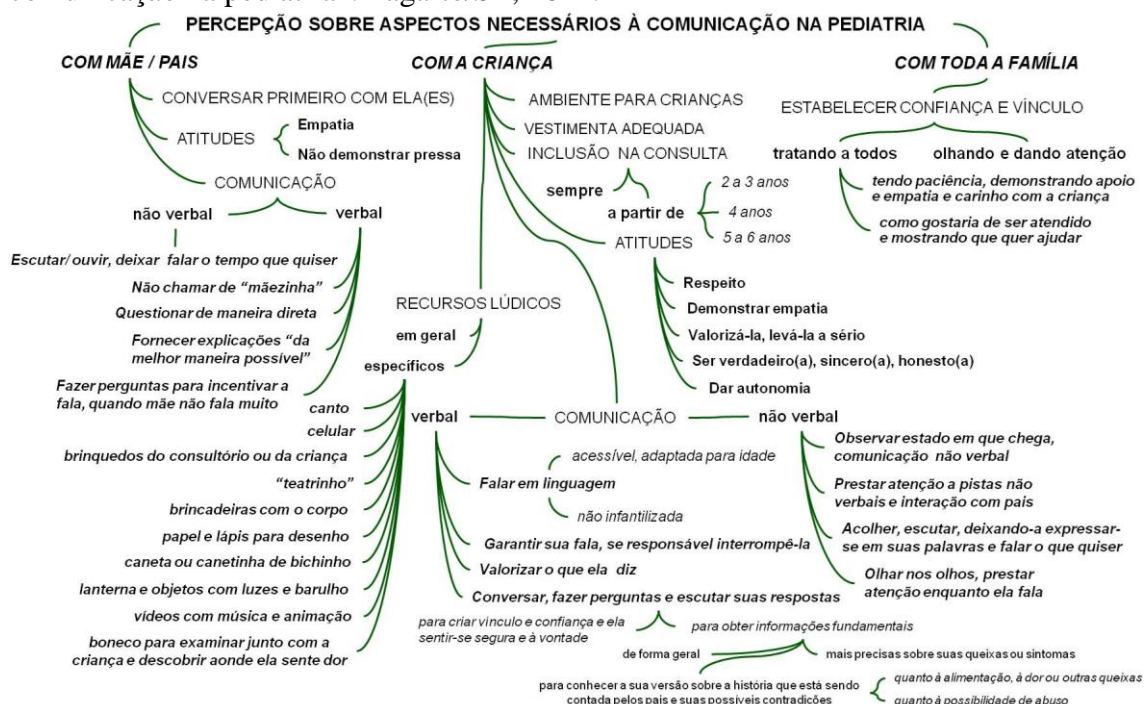 PERCEPÇÃO SOBRE ASPECTOS NECESSÁRIOS À COMUNICAÇÃO NA PEDIATRIA
COM MÃE / PAIS
CONVERSAR PRIMEIRO COM ELA(ES)
ATITUDES
Empatia
Não demonstrar pressa
COMUNICAÇÃO
não verbal
verbal
Escutar/ ouvir, deixar falar o tempo que quiser
Não chamar de “mãezinha”
Questionar de maneira direta
Fornecer explicações “da
melhor maneira possível”
Fazer perguntas para incentivar a
fala, quando mãe não fala muito
COM A CRIANÇA
AMBIENTE PARA CRIANÇAS
VESTIMENTA ADEQUADA
INCLUSÃO NA CONSULTA
sempre
a partir de
2 a 3 anos
4 anos
5 a 6 anos
ATITUDES
Respeito
Demonstrar empatia
Valorizá-la, levá-la a sério
Ser verdadeiro(a), sincero(a), honesto(a)
Dar autonomia
RECURSOS LÚDICOS
em geral
específicos
canto
celular
brinquedos do consultório ou da criança
“teatrinho”
brincadeiras com o corpo
papel e lápis para desenho
caneta ou canetinha de bichinho
lanterna e objetos com luzes e barulho
vídeos com música e animação
boneco para examinar junto com a
criança e descobrir aonde ela sente dor
COMUNICAÇÃO
verbal
Falar em linguagem
acessível, adaptada para idade
não infantilizada
Garantir sua fala, se responsável interrompê-la
Valorizar o que ela diz
Conversar, fazer perguntas e escutar suas respostas
para criar vínculo e confiança e ela
sentir-se segura e à vontade
para obter informações fundamentais
de forma geral
mais precisas sobre suas queixas ou sintomas
para conhecer a sua versão sobre a história que está sendo
contada pelos pais e suas possíveis contradições
quanto à alimentação, à dor ou outras queixas
quanto à possibilidade de abuso
não verbal
Observar estado em que chega,
comunicação não verbal
Prestar atenção a pistas não
verbais e interação com pais
Acolher, escutar, deixando-a expressar-
se em suas palavras e falar o que quiser
Olhar nos olhos, prestar
atenção enquanto ela fala
COM TODA A FAMÍLIA
ESTABELECER CONFIANÇA E VÍNCULO
tratando a todos
olhando e dando atenção
tendo paciência, demonstrando apoio
e empatia e carinho com a criança
como gostaria de ser atendido
e mostrando que quer ajudar